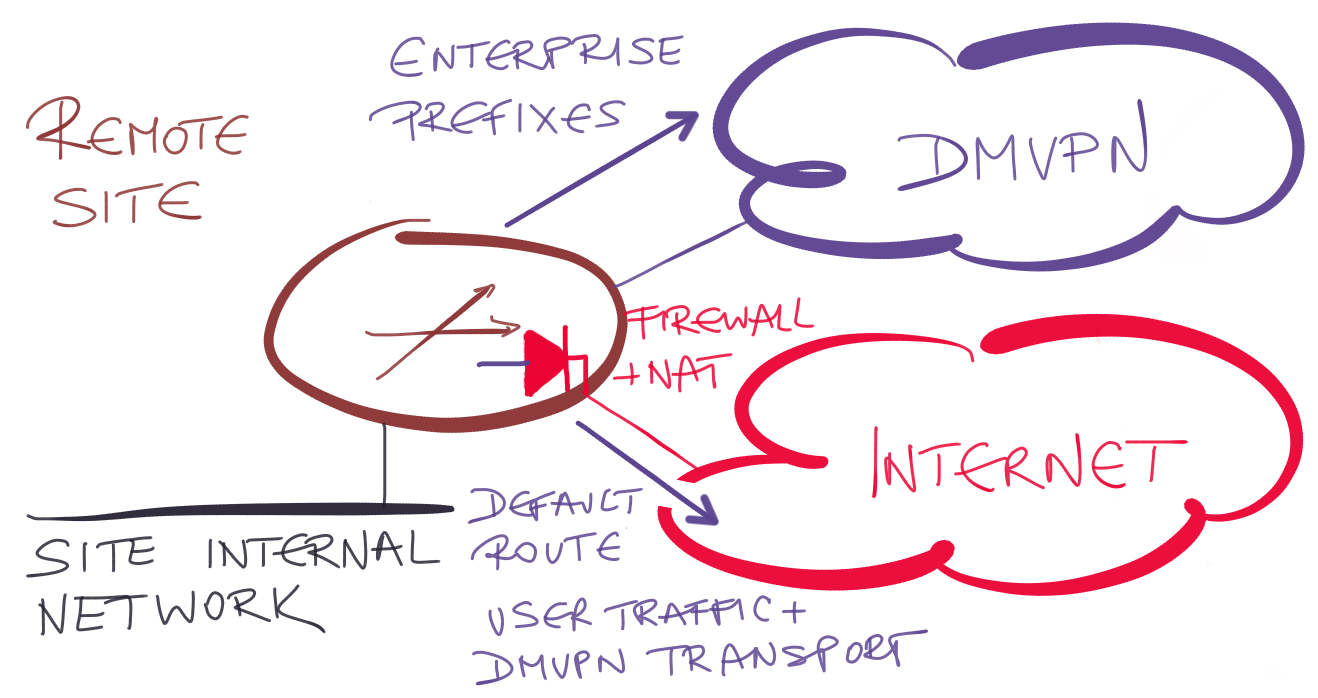 ENTERPRISE
PREFIXES
REMOTE
SITE
DMVPN
FIREWALL
+NAT
INTERNET
DEFAULT
ROUTE
SITE INTERNAL
NETWORK
USER TRAFFIC +
DMVPN TRANSPORT